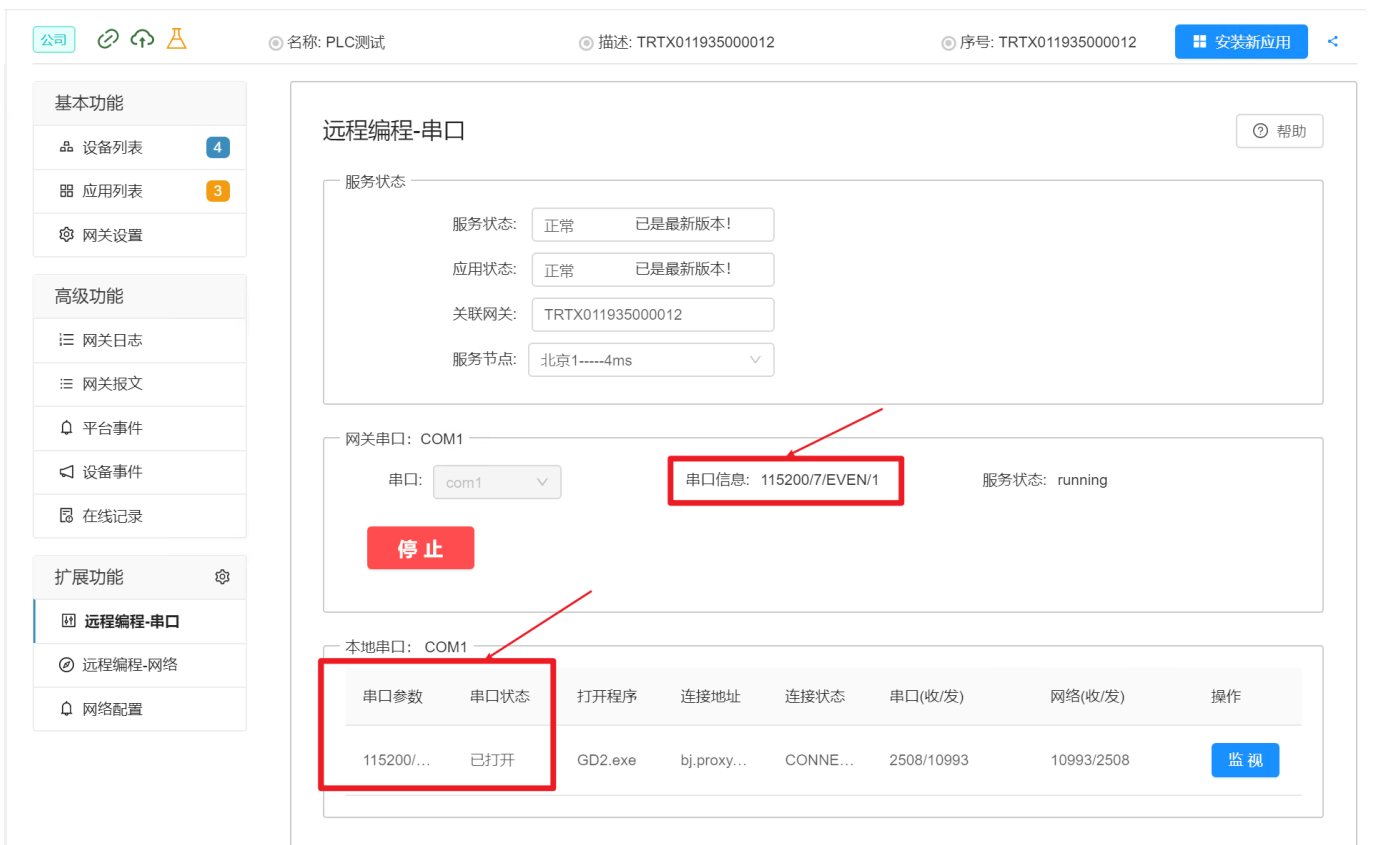 公司 名称: PLC测试 描述: TRTX011935000012 序号: TRTX011935000012 安装新应用
基本功能
设备列表 4
应用列表 3
网关设置
高级功能
网关日志
网关报文
平台事件
设备事件
在线记录
扩展功能
远程编程-串口
远程编程-网络
网络配置
远程编程-串口 帮助
服务状态
服务状态: 正常 已是最新版本!
应用状态: 正常 已是最新版本!
关联网关: TRTX011935000012
服务节点: 北京1-----4ms
网关串口: COM1
串口: com1 串口信息: 115200/7/EVEN/1 服务状态: running
停止
本地串口: COM1
串口参数 串口状态 打开程序 连接地址 连接状态 串口(收/发) 网络(收/发) 操作
115200/... 已打开 GD2.exe bj.proxy... CONNE... 2508/10993 10993/2508 监视